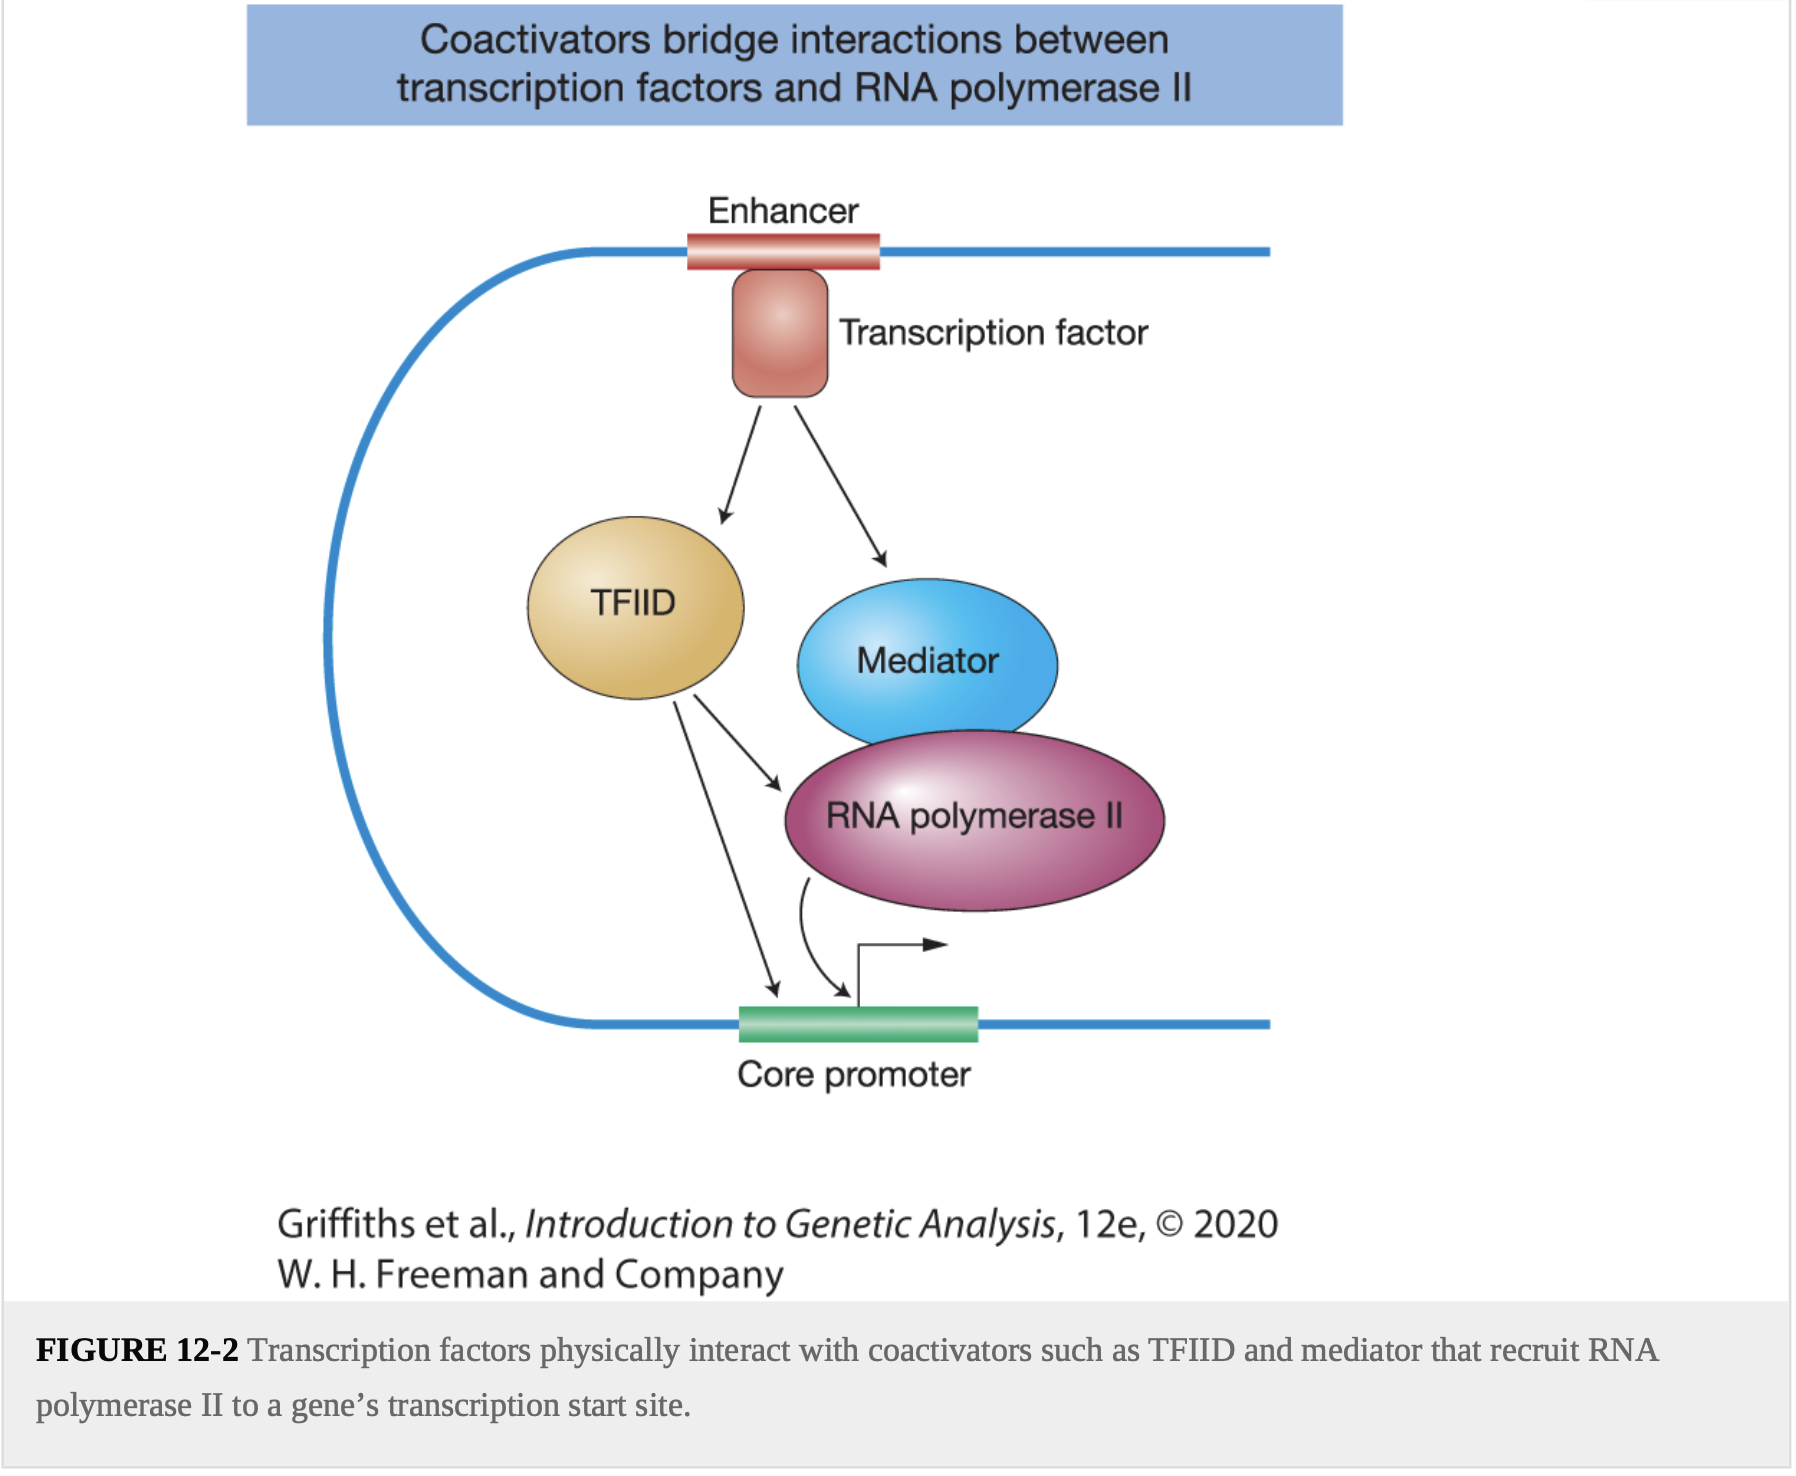 Coactivators bridge interactions between
transcription factors and RNA polymerase II
Enhancer
Transcription factor
TFIID
Mediator
RNA polymerase II
Core promoter
Griffiths et al., Introduction to Genetic Analysis, 12e, © 2020
W. H. Freeman and Company
FIGURE 12-2 Transcription factors physically interact with coactivators such as TFIID and mediator that recruit RNA
polymerase II to a gene’s transcription start site.